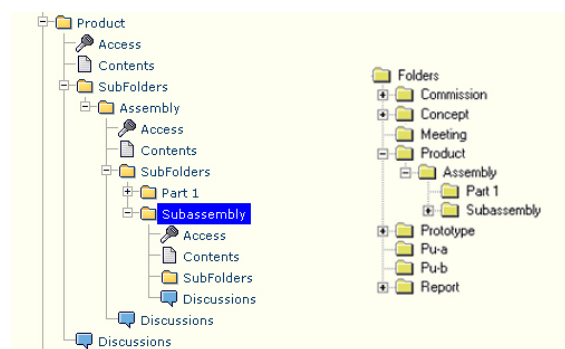 Product
Access
Contents
SubFolders
Assembly
Access
Contents
SubFolders
Part 1
Subassembly
Access
Contents
SubFolders
Discussions
Discussions
Discussions
Folders
Commission
Concept
Meeting
Product
Assembly
Part 1
Subassembly
Prototype
Pu-a
Pu-b
Report